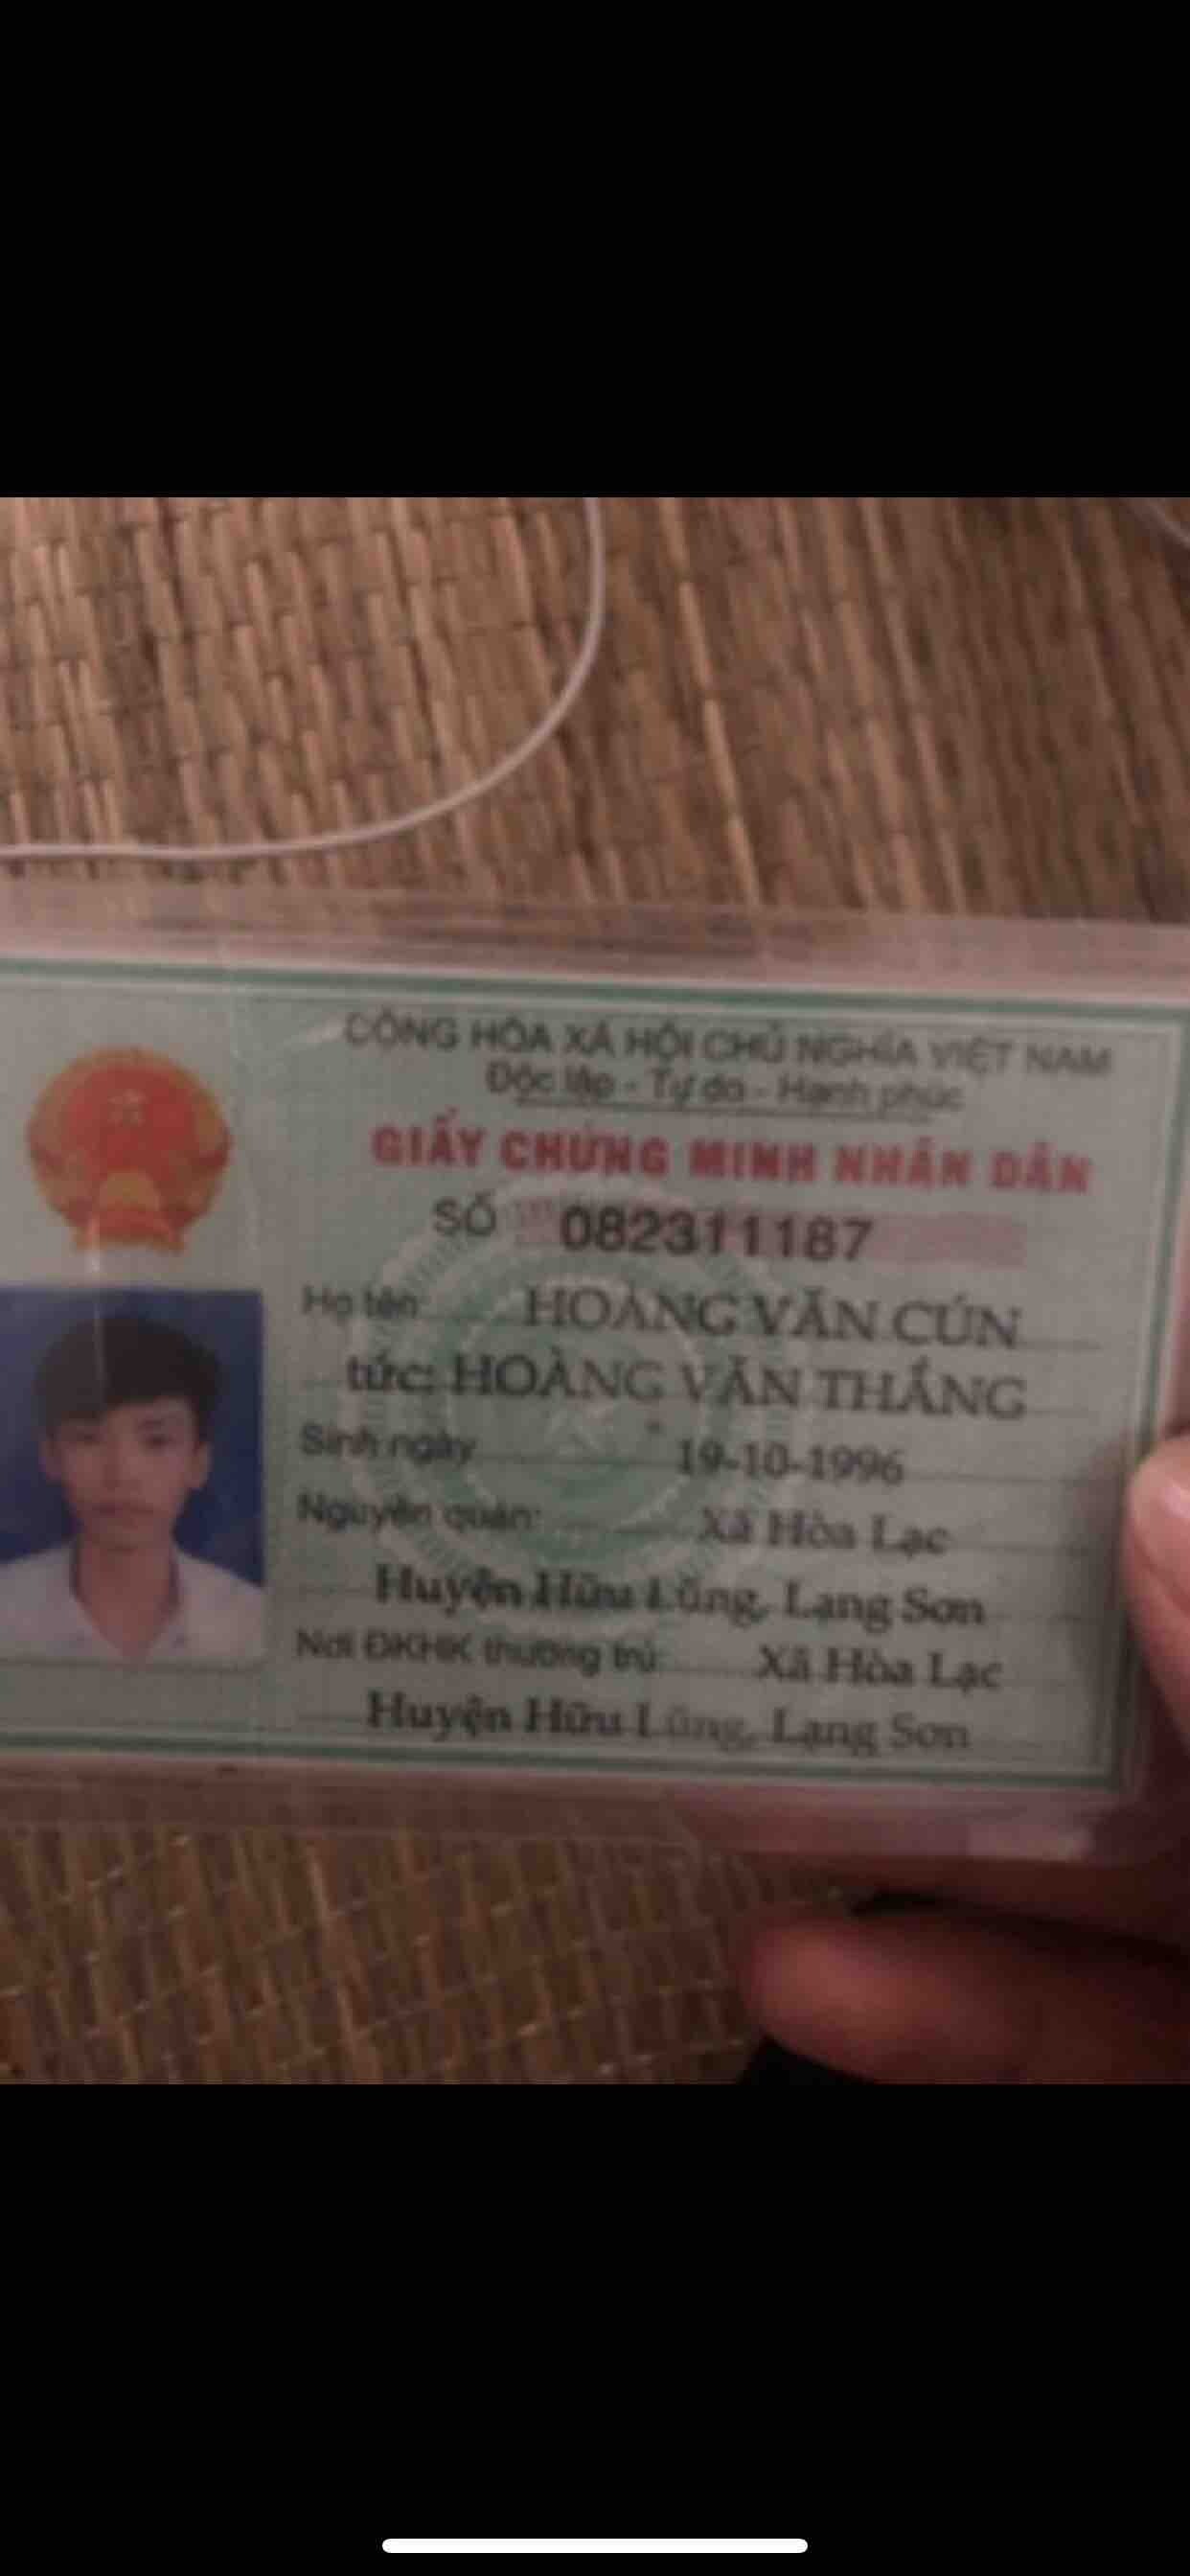 CỘNG HÒA XÃ HỘI CHỦ NGHĨA VIỆT NAM
Độc lập - Tự do - Hạnh phúc
GIẤY CHỨNG MINH NHÂN DÂN
SỐ 082311187
Họ tên: HOÀNG VĂN CÚN
tức: HOÀNG VĂN THẮNG
Sinh ngày 19-10-1996
Nguyên quán: Xã Hòa Lạc
Huyện Hữu Lũng, Lạng Sơn
Nơi ĐKHK thường trú: Xã Hòa Lạc
Huyện Hữu Lũng, Lạng Sơn